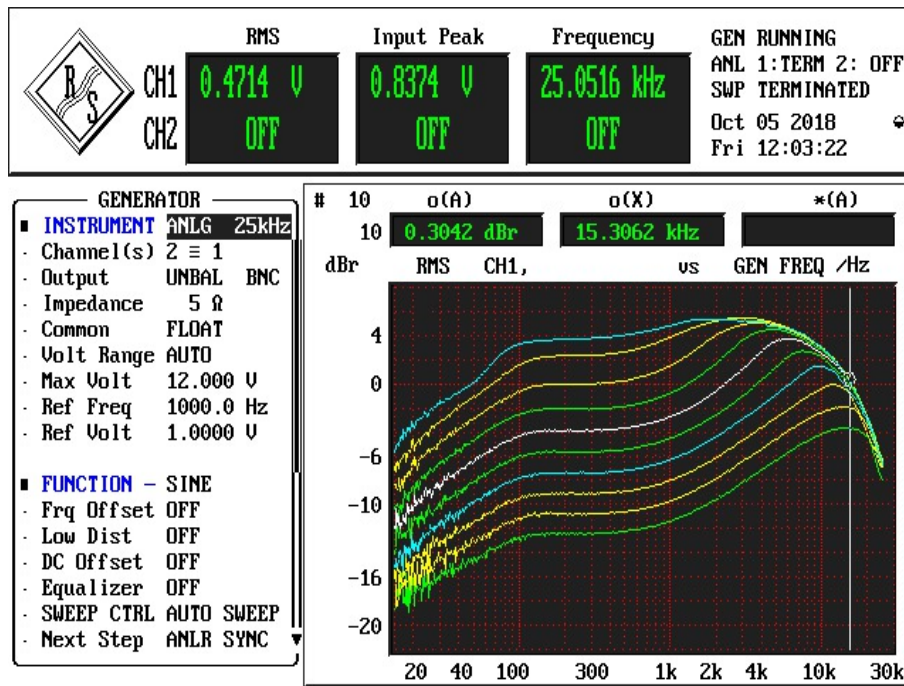 RMS Input Peak Frequency GEN RUNNING
R S CH1 0.4714 V 0.8374 V 25.0516 kHz ANL 1:TERM 2: OFF
SWP TERMINATED
CH2 OFF OFF OFF Oct 05 2018
Fri 12:03:22
GENERATOR
INSTRUMENT ANLG 25kHz
Channel(s) 2 ≡ 1
Output UNBAL BNC
Impedance 5 Ω
Common FLOAT
Volt Range AUTO
Max Volt 12.000 V
Ref Freq 1000.0 Hz
Ref Volt 1.0000 V
FUNCTION – SINE
Frq Offset OFF
Low Dist OFF
DC Offset OFF
Equalizer OFF
SWEEP CTRL AUTO SWEEP
Next Step ANLR SYNC
# 10 o(A) o(X) *(A)
10 0.3042 dBr 15.3062 kHz
dBr RMS CH1, vs GEN FREQ /Hz
4
0
-6
-10
-16
-20
20 40 100 300 1k 2k 4k 10k 30k